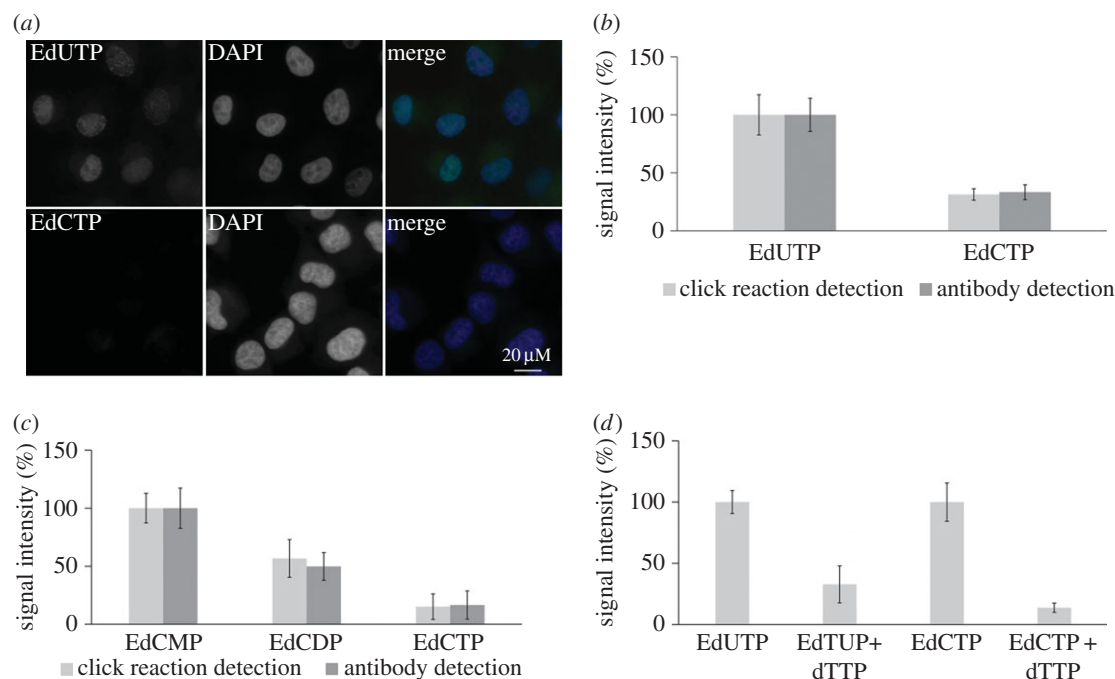 (a)
EdUTP DAPI merge
EdCTP DAPI merge
20 µM
(b)
signal intensity (%)
150
100
50
0
EdUTP EdCTP
click reaction detection antibody detection
(c)
signal intensity (%)
150
100
50
0
EdCMP EdCDP EdCTP
click reaction detection antibody detection
(d)
signal intensity (%)
150
100
50
0
EdUTP EdTUP+ EdCTP EdCTP +
dTTP dTTP